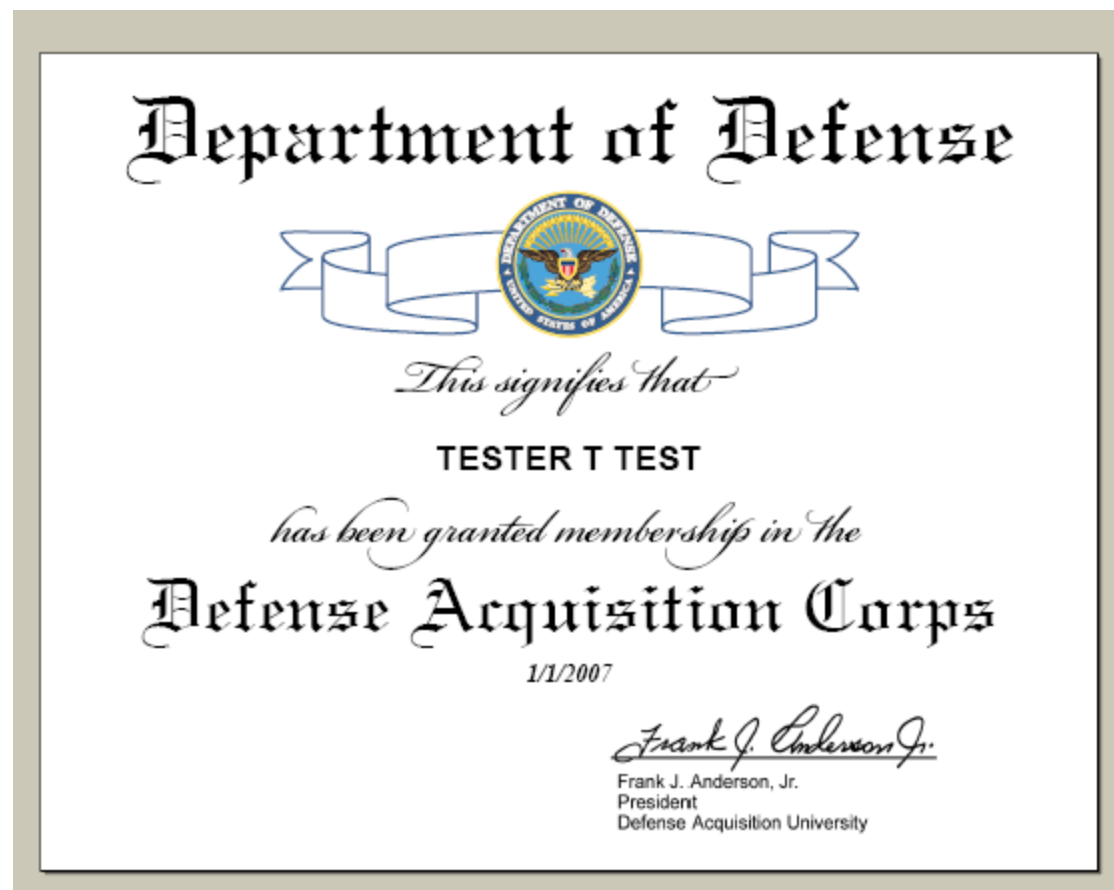 Department of Defense
DEPARTMENT OF DEFENSE
UNITED STATES OF AMERICA
This signifies that
TESTER T TEST
has been granted membership in the
Defense Acquisition Corps
1/1/2007
Frank J. Anderson Jr.
Frank J. Anderson, Jr.
President
Defense Acquisition University